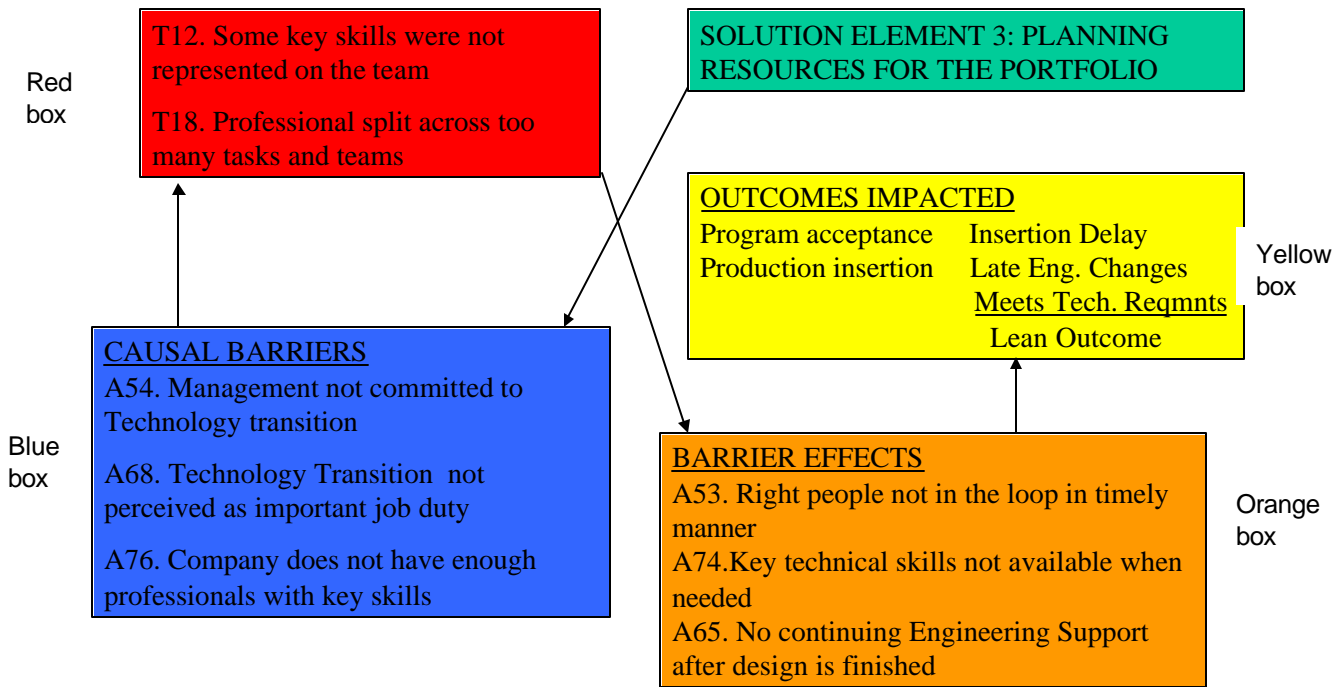 T12. Some key skills were not
represented on the team
T18. Professional split across too
many tasks and teams
Red
box
SOLUTION ELEMENT 3: PLANNING
RESOURCES FOR THE PORTFOLIO
OUTCOMES IMPACTED
Program acceptance Insertion Delay
Production insertion Late Eng. Changes
Meets Tech. Reqmnts
Lean Outcome
Yellow
box
CAUSAL BARRIERS
A54. Management not committed to
Technology transition
A68. Technology Transition not
perceived as important job duty
A76. Company does not have enough
professionals with key skills
Blue
box
BARRIER EFFECTS
A53. Right people not in the loop in timely
manner
A74.Key technical skills not available when
needed
A65. No continuing Engineering Support
after design is finished
Orange
box